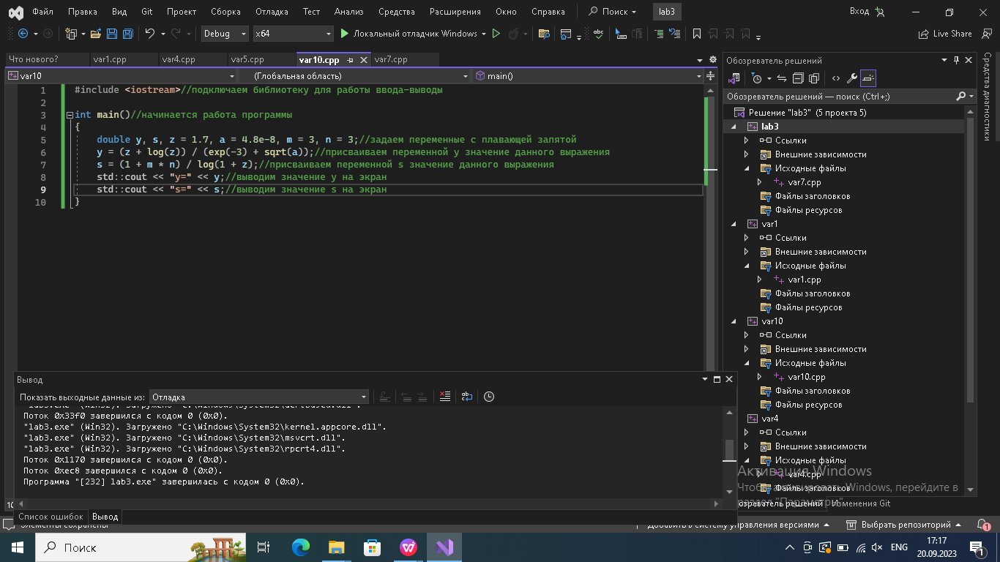 Файл Правка Вид Git Проект Сборка Отладка Тест Анализ Средства Расширения Окно Справка Поиск lab3 Вход
Debug x64 Локальный отладчик Windows Live Share
Что нового? var1.cpp var4.cpp var5.cpp var10.cpp var7.cpp
var10 (Глобальная область) main()
1 #include <iostream>//подключаем библиотеку для работы ввода-выводы
2
3 int main()//начинается работа программы
4 {
5 double y, s, z = 1.7, a = 4.8e-8, m = 3, n = 3;//задаем переменные с плавающей запятой
6 y = (z + log(z)) / (exp(-3) + sqrt(a));//присваиваем переменной y значение данного выражения
7 s = (1 + m * n) / log(1 + z);//присваиваем переменной s значение данного выражения
8 std::cout << "y=" << y;//выводим значение y на экран
9 std::cout << "s=" << s;//выводим значение s на экран
10 }
Вывод
Показать выходные данные из: Отладка
"lab3.exe" (Win32). Загружено
Поток 0x33f0 завершился с кодом 0 (0x0).
"lab3.exe" (Win32). Загружено "C:\Windows\System32\kernel.appcore.dll".
"lab3.exe" (Win32). Загружено "C:\Windows\System32\msvcrt.dll".
"lab3.exe" (Win32). Загружено "C:\Windows\System32\rpcrt4.dll".
Поток 0x1170 завершился с кодом 0 (0x0).
Поток 0xec8 завершился с кодом 0 (0x0).
Программа "[232] lab3.exe" завершилась с кодом 0 (0x0).
Список ошибок Вывод
Обозреватель решений
Обозреватель решений — поиск (Ctrl+;)
Решение "lab3" (5 проекта 5)
lab3
Ссылки
Внешние зависимости
Исходные файлы
var7.cpp
Файлы заголовков
Файлы ресурсов
var1
Ссылки
Внешние зависимости
Исходные файлы
var1.cpp
Файлы заголовков
Файлы ресурсов
var10
Ссылки
Внешние зависимости
Исходные файлы
var10.cpp
Файлы заголовков
Файлы ресурсов
var4
Ссылки
Внешние зависимости
Исходные файлы
var4.cpp
Файлы заголовков
Средства диагностики
Активация Windows
Чтобы активировать Windows, перейдите в
раздел "Параметры".
решений Изменения Git
Элементы сохранены Добавить в систему управления версиями Выбрать репозиторий 1
Поиск ENG 17:17
20.09.2023 1